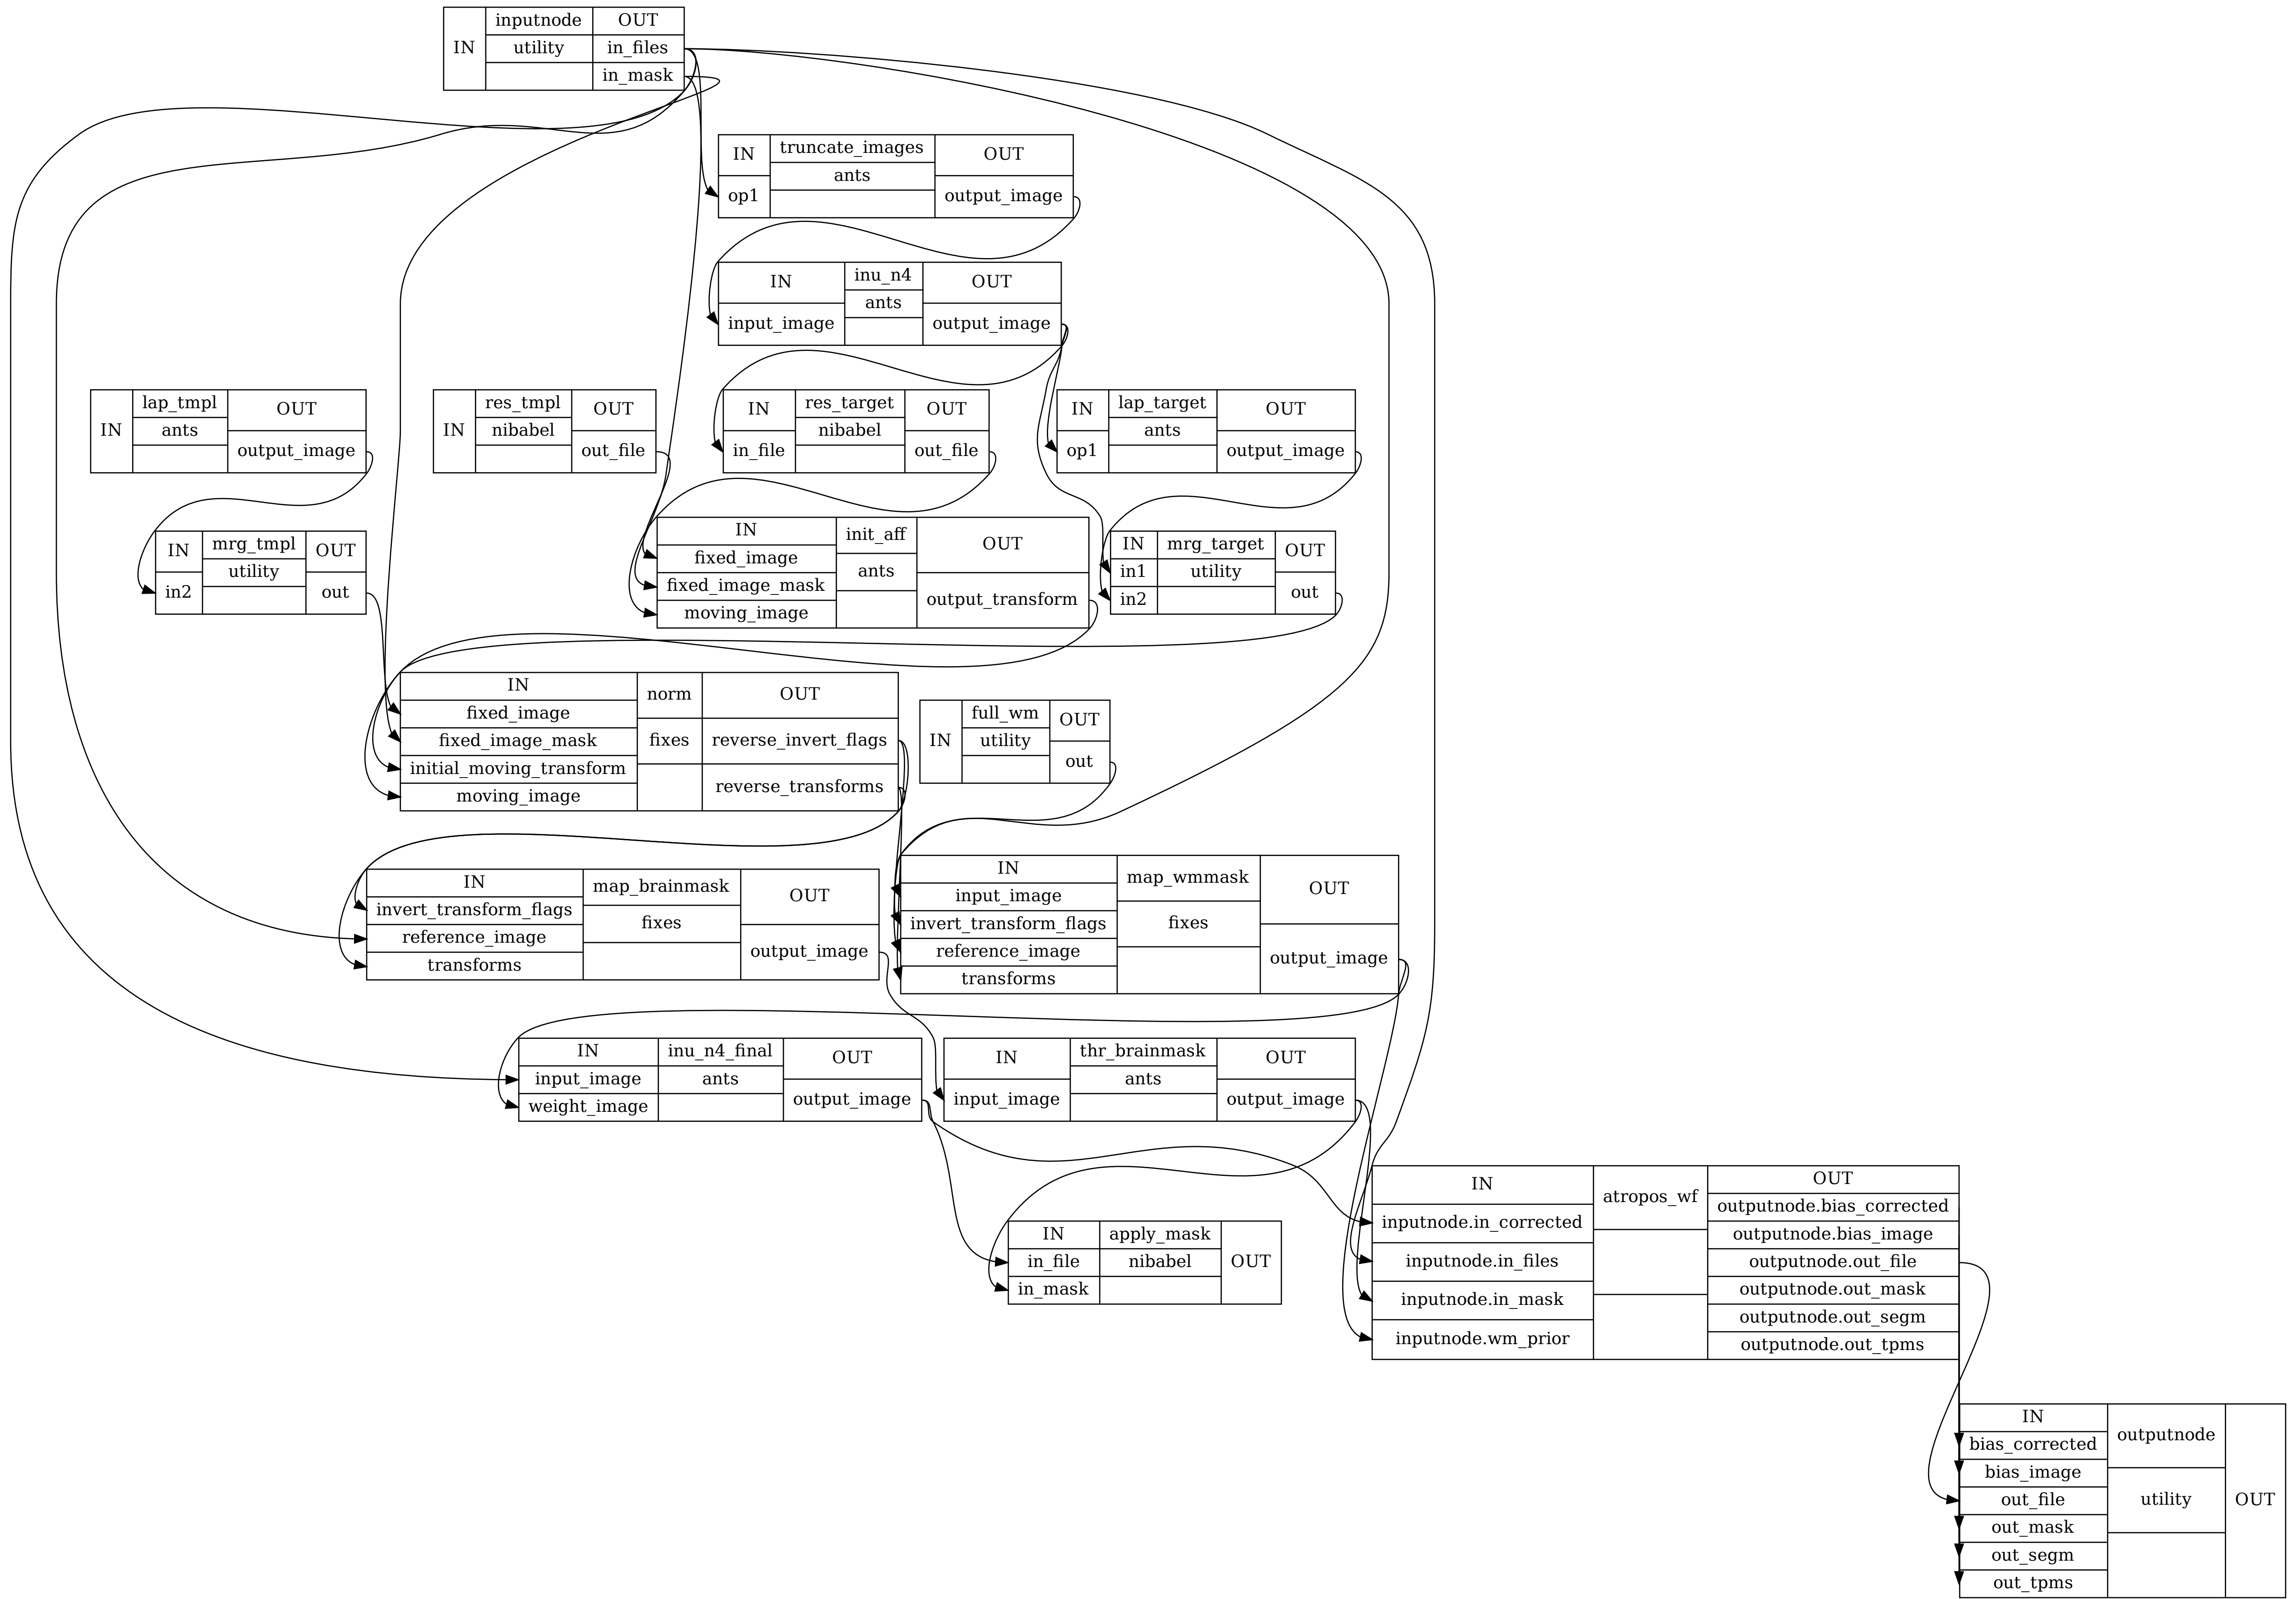 IN
inputnode
utility
OUT
in_files
in_mask
IN
op1
truncate_images
ants
OUT
output_image
IN
input_image
inu_n4
ants
OUT
output_image
IN
lap_tmpl
ants
OUT
output_image
IN
res_tmpl
nibabel
OUT
out_file
IN
in_file
res_target
nibabel
OUT
out_file
IN
op1
lap_target
ants
OUT
output_image
IN
in2
mrg_tmpl
utility
OUT
out
IN
fixed_image
fixed_image_mask
moving_image
init_aff
ants
OUT
output_transform
IN
in1
in2
mrg_target
utility
OUT
out
IN
fixed_image
fixed_image_mask
initial_moving_transform
moving_image
norm
fixes
OUT
reverse_invert_flags
reverse_transforms
IN
full_wm
utility
OUT
out
IN
invert_transform_flags
reference_image
transforms
map_brainmask
fixes
OUT
output_image
IN
input_image
invert_transform_flags
reference_image
transforms
map_wmmask
fixes
OUT
output_image
IN
input_image
weight_image
inu_n4_final
ants
OUT
output_image
IN
input_image
thr_brainmask
ants
OUT
output_image
IN
in_file
in_mask
apply_mask
nibabel
OUT
IN
inputnode.in_corrected
inputnode.in_files
inputnode.in_mask
inputnode.wm_prior
atropos_wf
OUT
outputnode.bias_corrected
outputnode.bias_image
outputnode.out_file
outputnode.out_mask
outputnode.out_segm
outputnode.out_tpms
IN
bias_corrected
bias_image
out_file
out_mask
out_segm
out_tpms
outputnode
utility
OUT